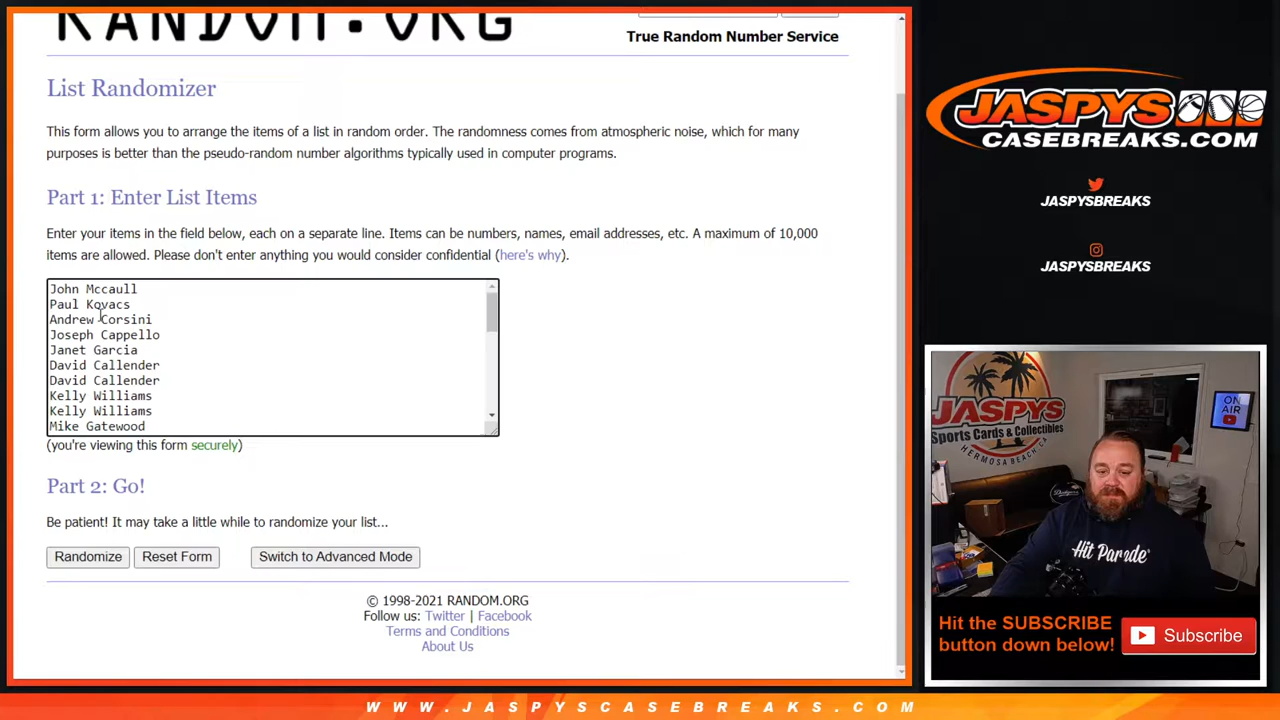 RANDOM.ORG
True Random Number Service
List Randomizer
This form allows you to arrange the items of a list in random order. The randomness comes from atmospheric noise, which for many
purposes is better than the pseudo-random number algorithms typically used in computer programs.
Part 1: Enter List Items
Enter your items in the field below, each on a separate line. Items can be numbers, names, email addresses, etc. A maximum of 10,000
items are allowed. Please don't enter anything you would consider confidential (here's why).
John Mccaull
Paul Kovacs
Andrew Corsini
Joseph Cappello
Janet Garcia
David Callender
David Callender
Kelly Williams
Kelly Williams
Mike Gatewood
(you're viewing this form securely)
Part 2: Go!
Be patient! It may take a little while to randomize your list...
Randomize
Reset Form
Switch to Advanced Mode
© 1998-2021 RANDOM.ORG
Follow us: Twitter | Facebook
Terms and Conditions
About Us
JASPYS
CASEBREAKS.COM
JASPYSBREAKS
JASPYSBREAKS
JASPYS
Sports Cards & Collectibles
HERMOSA BEACH, CA
ON
AIR
Dodgers
Hit Parade
Hit the SUBSCRIBE
button down below!
Subscribe
WWW.JASPYSCASEBREAKS.COM